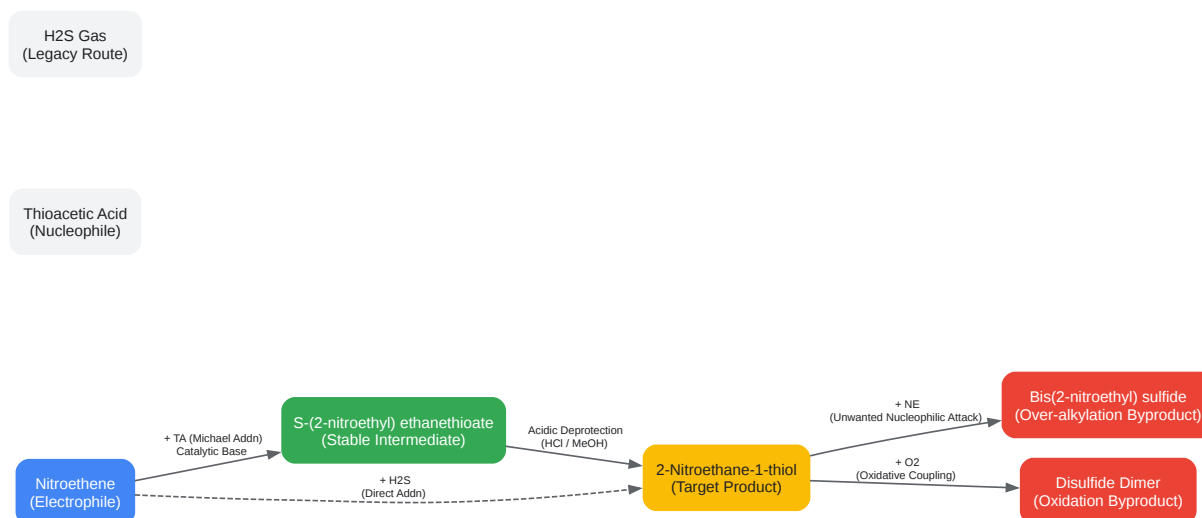 H2S Gas
(Legacy Route)
Thioacetic Acid
(Nucleophile)
Nitroethene
(Electrophile)
+ TA (Michael Addn)
Catalytic Base
S-(2-nitroethyl) ethanethioate
(Stable Intermediate)
+ H2S
(Direct Addn)
Acidic Deprotection
(HCl / MeOH)
2-Nitroethane-1-thiol
(Target Product)
+ NE
(Unwanted Nucleophilic Attack)
+ O2
(Oxidative Coupling)
Bis(2-nitroethyl) sulfide
(Over-alkylation Byproduct)
Disulfide Dimer
(Oxidation Byproduct)